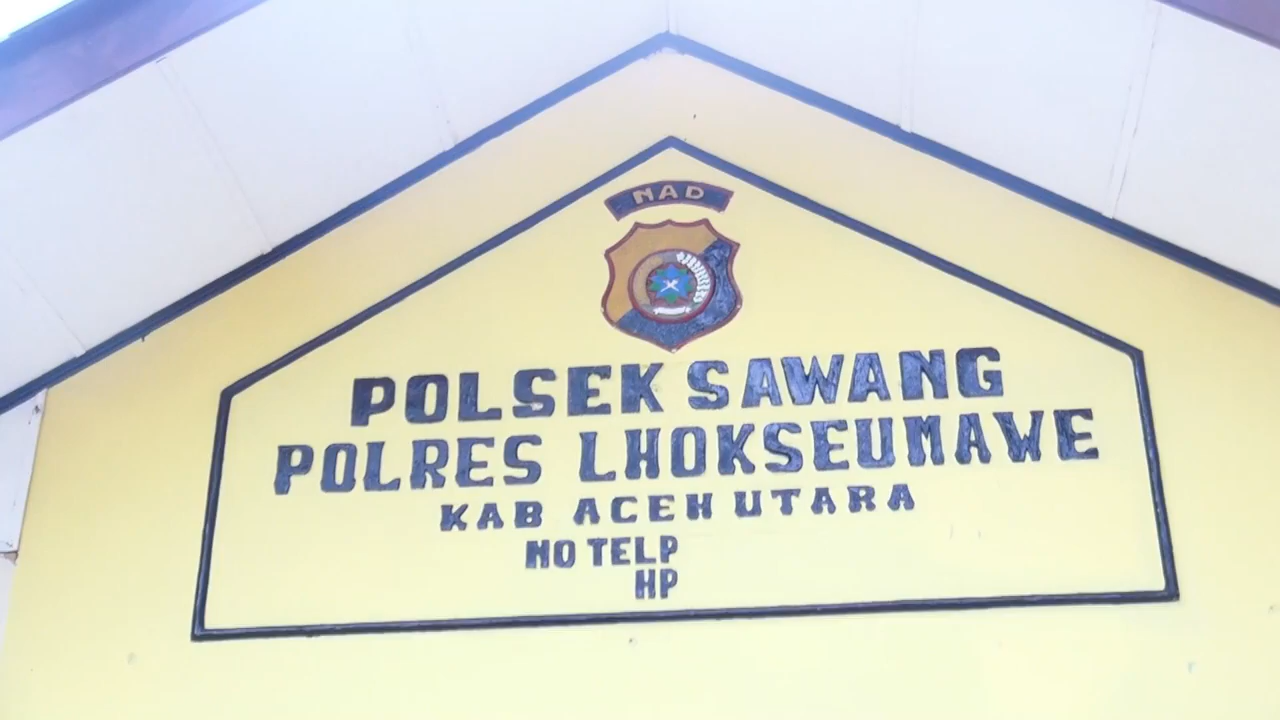 NAD
POLSEK SAWANG
POLRES LHOKSEUMAWE
KAB ACEH UTARA
NO TELP
HP